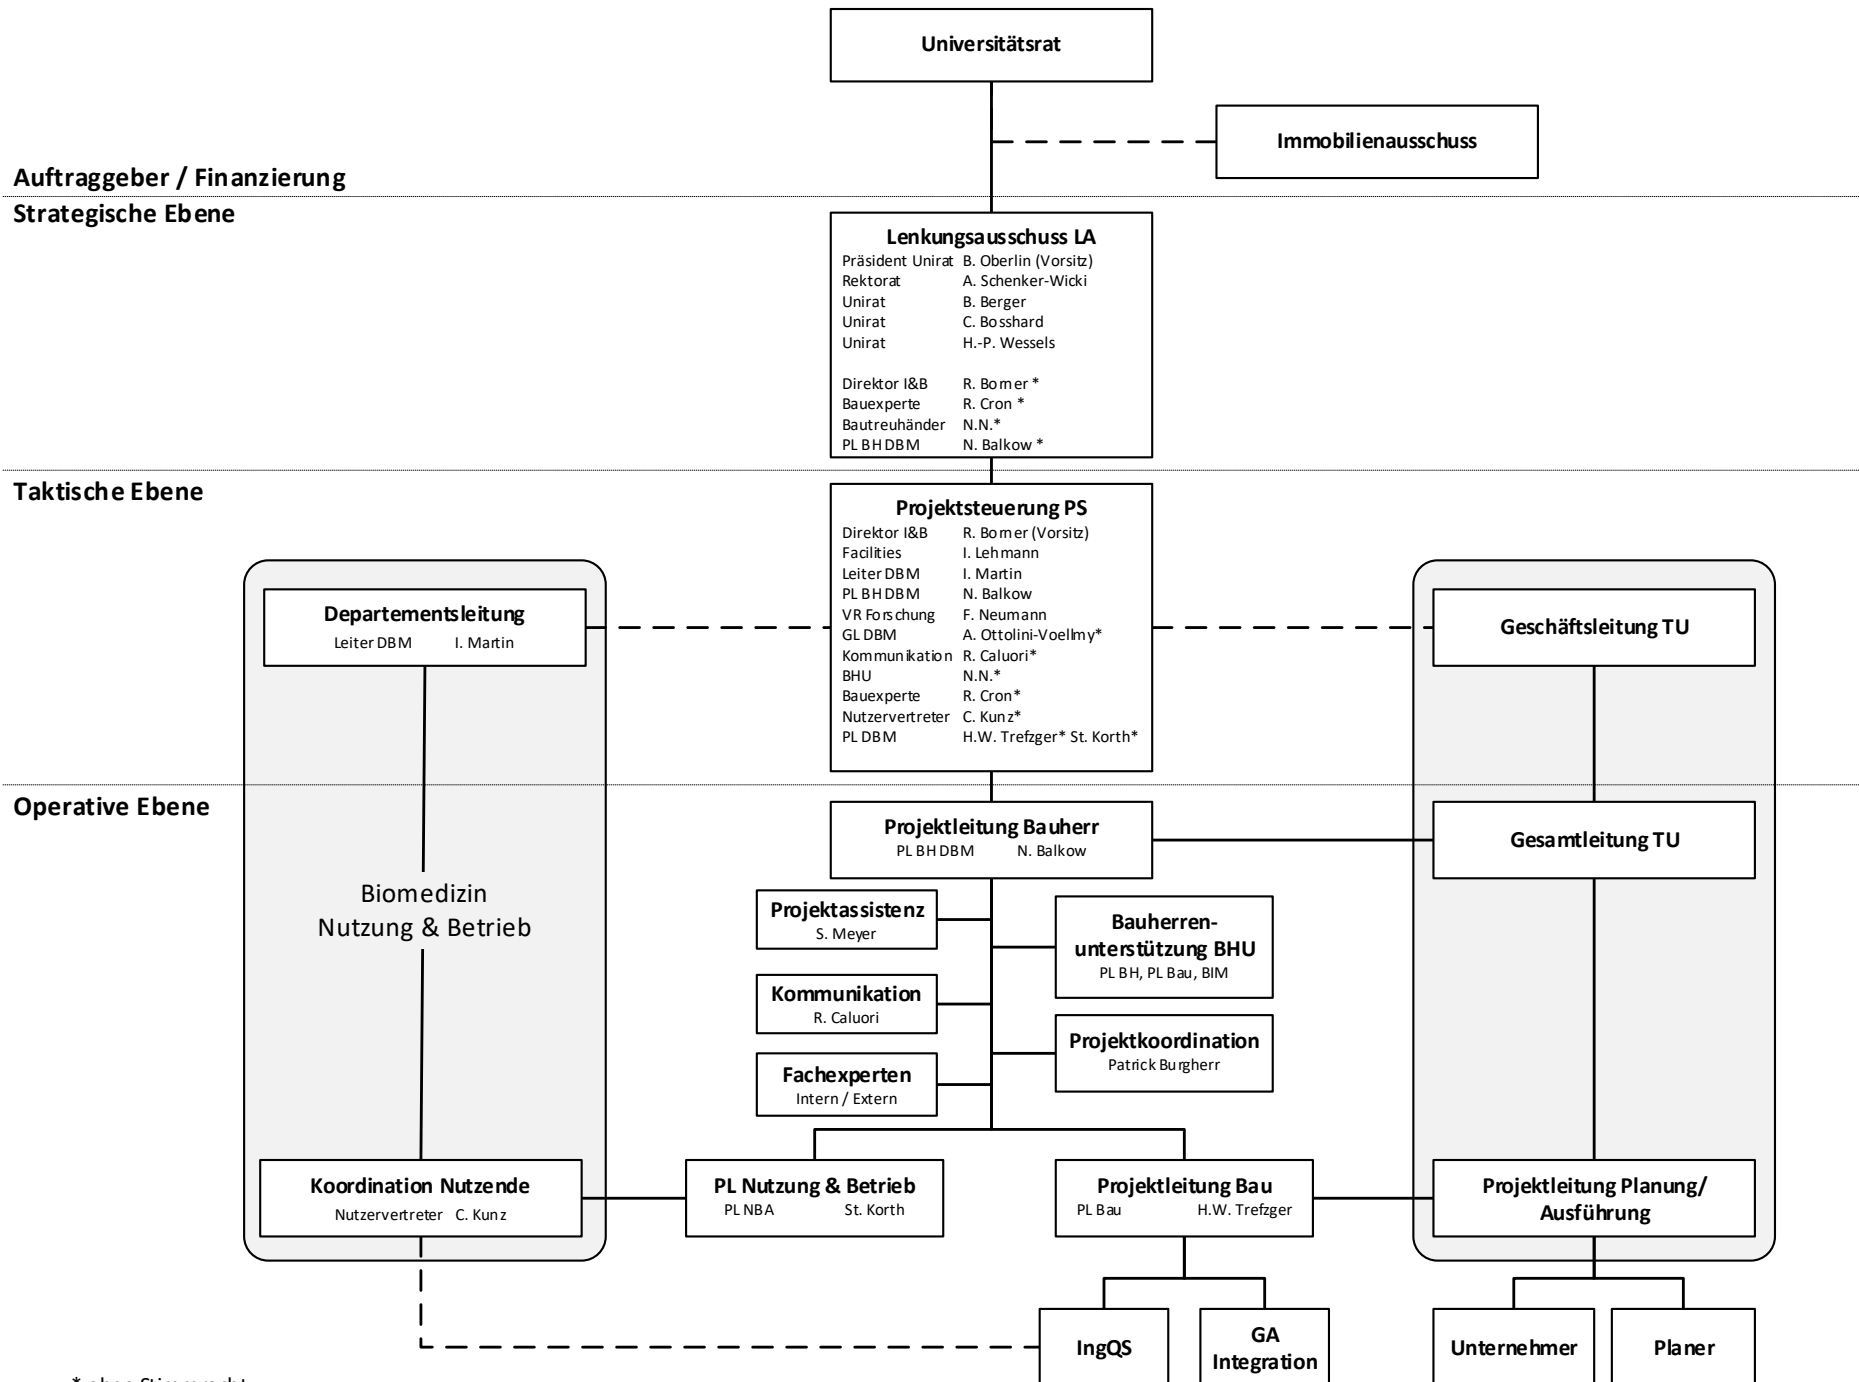 Universitätsrat
Immobilienausschuss
Auftraggeber / Finanzierung
Strategische Ebene
Lenkungsausschuss LA
Präsident Unirat B. Oberlin (Vorsitz)
Rektorat A. Schenker-Wicki
Unirat B. Berger
Unirat C. Bosshard
Unirat H.-P. Wessels
Direktor I&B R. Borner *
Bauexperte R. Cron *
Bautreuhänder N.N.*
PL BH DBM N. Balkow *
Taktische Ebene
Projektsteuerung PS
Direktor I&B R. Borner (Vorsitz)
Facilities I. Lehmann
Leiter DBM I. Martin
PL BH DBM N. Balkow
VR Forschung F. Neumann
GL DBM A. Ottolini-Voellmy*
Kommunikation R. Caluori*
BHU N.N.*
Bauexperte R. Cron*
Nutzervertreter C. Kunz*
PL DBM H.W. Trefzger* St. Korth*
Departementsleitung
Leiter DBM I. Martin
Geschäftsleitung TU
Operative Ebene
Projektleitung Bauherr
PL BH DBM N. Balkow
Gesamtleitung TU
Biomedizin
Nutzung & Betrieb
Projektassistenz
S. Meyer
Bauherren-
unterstützung BHU
PL BH, PL Bau, BIM
Kommunikation
R. Caluori
Projektkoordination
Patrick Burgherr
Fachexperten
Intern / Extern
Koordination Nutzende
Nutzervertreter C. Kunz
PL Nutzung & Betrieb
PL NBA St. Korth
Projektleitung Bau
PL Bau H.W. Trefzger
Projektleitung Planung/
Ausführung
IngQS
GA
Integration
Unternehmer
Planer
* ohne Stimmrecht